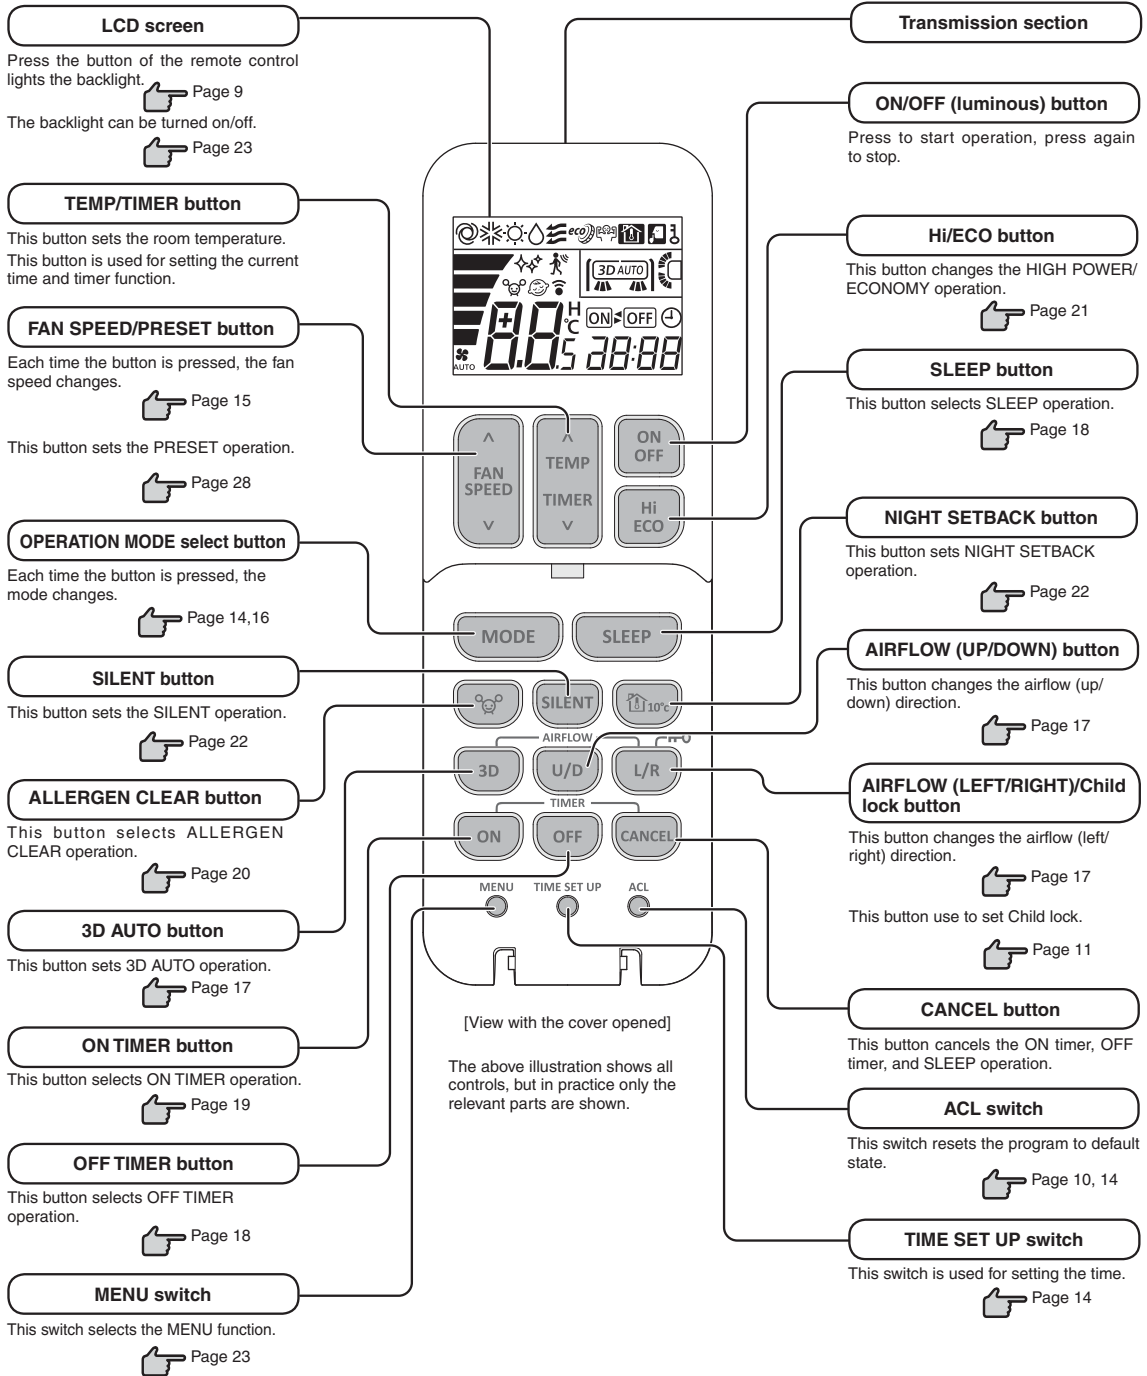 LCD screen
Press the button of the remote control
lights the backlight.
Page 9
The backlight can be turned on/off.
Page 23
TEMP/TIMER button
This button sets the room temperature.
This button is used for setting the current
time and timer function.
FAN SPEED/PRESET button
Each time the button is pressed, the fan
speed changes.
Page 15
This button sets the PRESET operation.
Page 28
OPERATION MODE select button
Each time the button is pressed, the
mode changes.
Page 14,16
SILENT button
This button sets the SILENT operation.
Page 22
ALLERGEN CLEAR button
This button selects ALLERGEN
CLEAR operation.
Page 20
3D AUTO button
This button sets 3D AUTO operation.
Page 17
ON TIMER button
This button selects ON TIMER operation.
Page 19
OFF TIMER button
This button selects OFF TIMER
operation.
Page 18
MENU switch
This switch selects the MENU function.
Page 23
eco
3D AUTO
H
°C
ON OFF
AUTO
8.8.5 28:88
FAN
SPEED
TEMP
TIMER
ON
OFF
Hi
ECO
MODE SLEEP
SILENT 10°c
AIRFLOW
3D U/D L/R
TIMER
ON OFF CANCEL
MENU TIME SET UP ACL
[View with the cover opened]
The above illustration shows all
controls, but in practice only the
relevant parts are shown.
Transmission section
ON/OFF (luminous) button
Press to start operation, press again
to stop.
Hi/ECO button
This button changes the HIGH POWER/
ECONOMY operation.
Page 21
SLEEP button
This button selects SLEEP operation.
Page 18
NIGHT SETBACK button
This button sets NIGHT SETBACK
operation.
Page 22
AIRFLOW (UP/DOWN) button
This button changes the airflow (up/
down) direction.
Page 17
AIRFLOW (LEFT/RIGHT)/Child
lock button
This button changes the airflow (left/
right) direction.
Page 17
This button use to set Child lock.
Page 11
CANCEL button
This button cancels the ON timer, OFF
timer, and SLEEP operation.
ACL switch
This switch resets the program to default
state.
Page 10, 14
TIME SET UP switch
This switch is used for setting the time.
Page 14